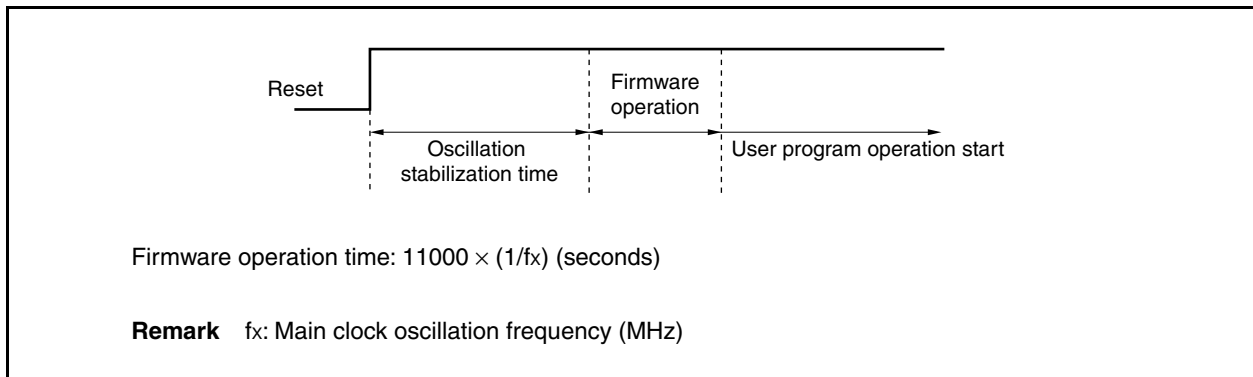 Reset
Firmware
operation
Oscillation
stabilization time
User program operation start
Firmware operation time: 11000 × (1/fx) (seconds)
Remark fx: Main clock oscillation frequency (MHz)